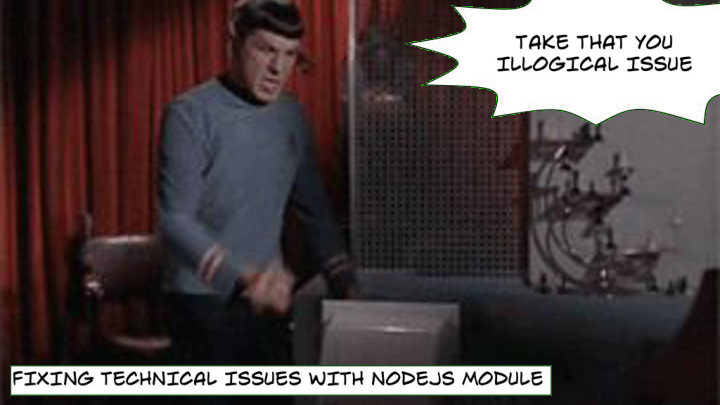 TAKE THAT YOU
ILLOGICAL ISSUE
FIXING TECHNICAL ISSUES WITH NODEJS MODULE